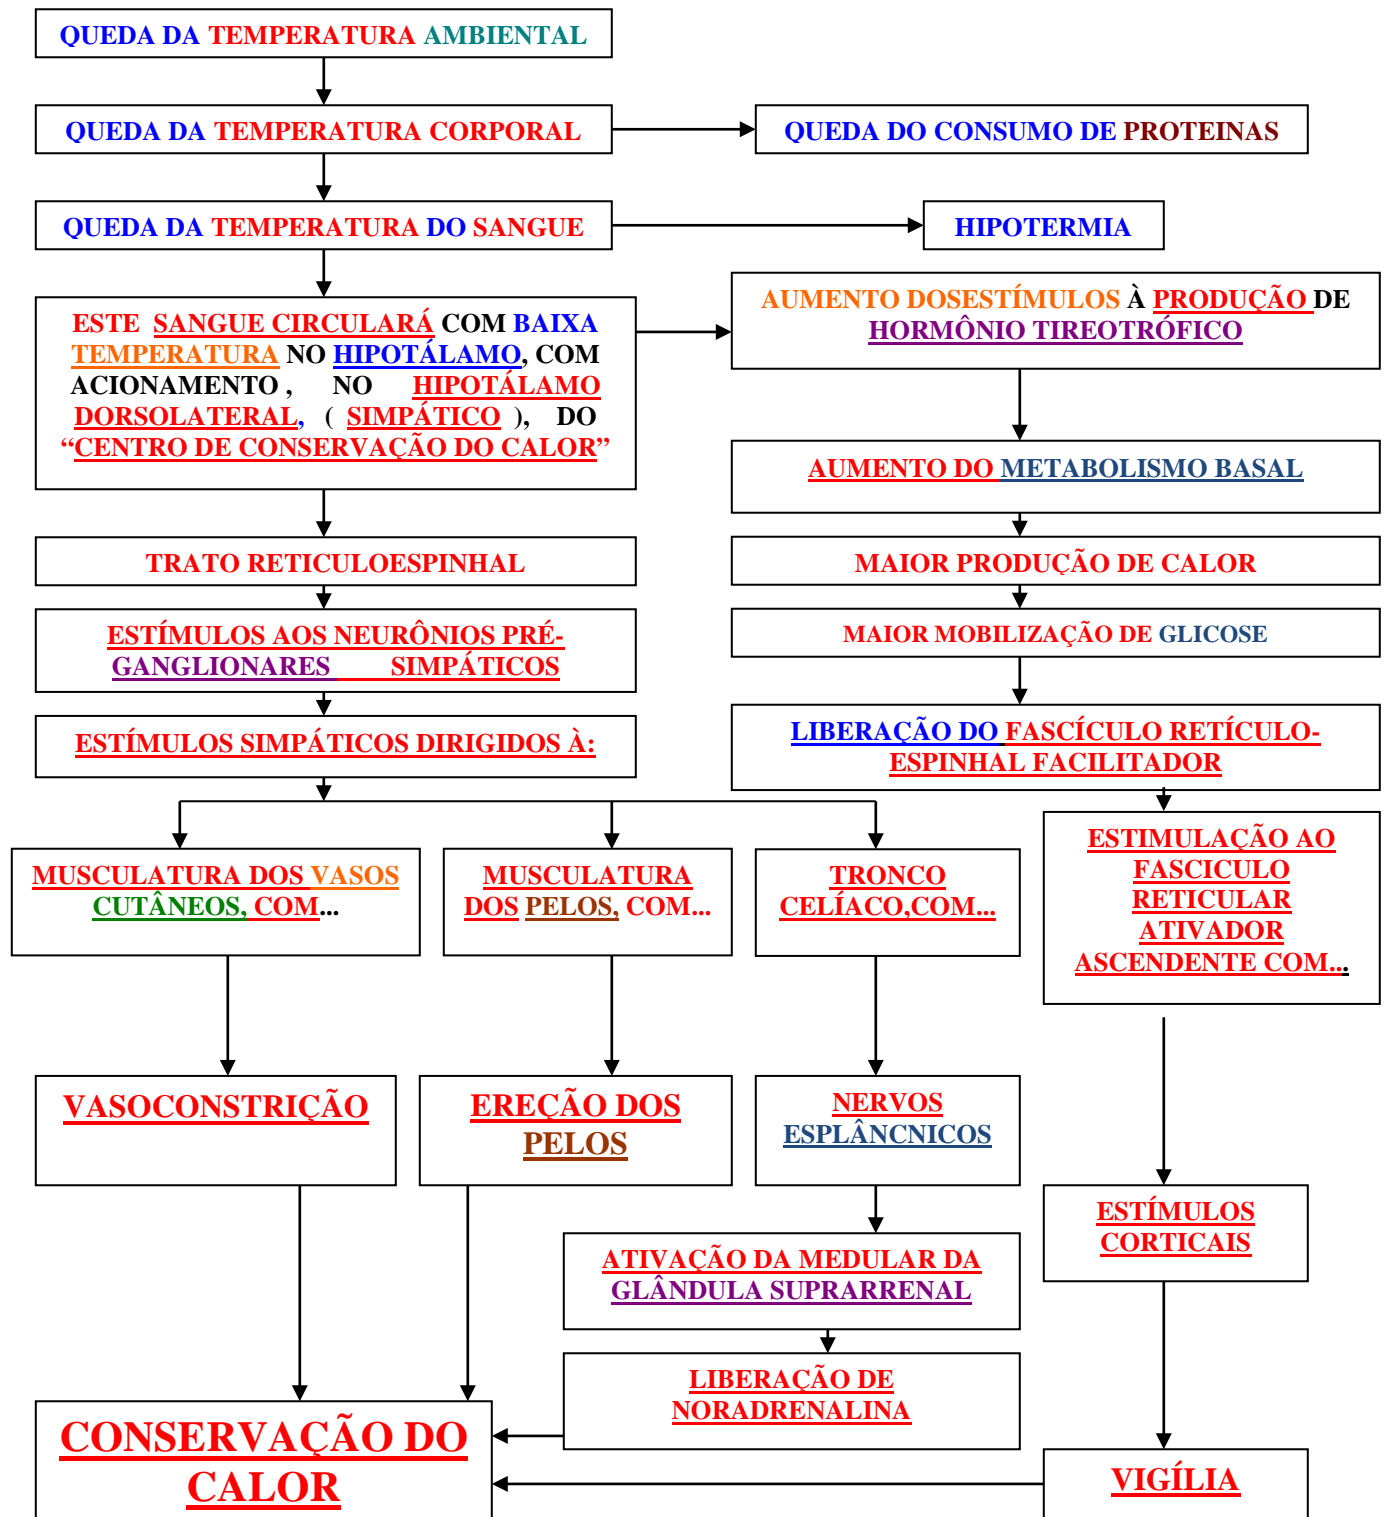 QUEDA DA TEMPERATURA AMBIENTAL
QUEDA DA TEMPERATURA CORPORAL
QUEDA DO CONSUMO DE PROTEINAS
QUEDA DA TEMPERATURA DO SANGUE
HIPOTERMIA
ESTE SANGUE CIRCULARÁ COM BAIXA
TEMPERATURA NO HIPOTÁLAMO, COM
ACIONAMENTO , NO HIPOTÁLAMO
DORSOLATERAL, ( SIMPÁTICO ), DO
“CENTRO DE CONSERVAÇÃO DO CALOR”
AUMENTO DOSESTÍMULOS À PRODUÇÃO DE
HORMÔNIO TIREOTRÓFICO
AUMENTO DO METABOLISMO BASAL
TRATO RETICULOESPINHAL
MAIOR PRODUÇÃO DE CALOR
ESTÍMULOS AOS NEURÔNIOS PRÉ-
GANGLIONARES SIMPÁTICOS
MAIOR MOBILIZAÇÃO DE GLICOSE
ESTÍMULOS SIMPÁTICOS DIRIGIDOS À:
LIBERAÇÃO DO FASCÍCULO RETÍCULO-
ESPINHAL FACILITADOR
MUSCULATURA DOS VASOS
CUTÂNEOS, COM...
MUSCULATURA
DOS PELOS, COM...
TRONCO
CELÍACO,COM...
ESTIMULAÇÃO AO
FASCICULO
RETICULAR
ATIVADOR
ASCENDENTE COM...
VASOCONSTRIÇÃO
EREÇÃO DOS
PELOS
NERVOS
ESPLÂNCNICOS
ESTÍMULOS
CORTICAIS
ATIVAÇÃO DA MEDULAR DA
GLÂNDULA SUPRARRENAL
LIBERAÇÃO DE
NORADRENALINA
CONSERVAÇÃO DO
CALOR
VIGÍLIA